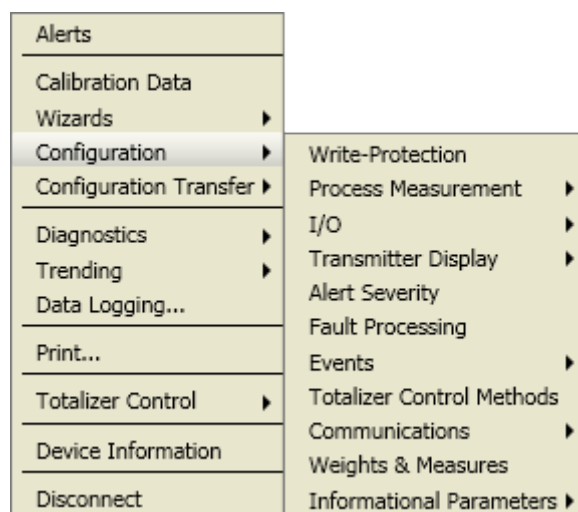 Alerts
Calibration Data
Wizards
Configuration
Configuration Transfer
Diagnostics
Trending
Data Logging...
Print...
Totalizer Control
Device Information
Disconnect
Write-Protection
Process Measurement
I/O
Transmitter Display
Alert Severity
Fault Processing
Events
Totalizer Control Methods
Communications
Weights & Measures
Informational Parameters